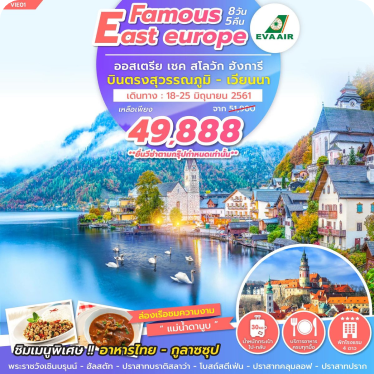 VIE01
Famous
East europe
8วัน
5คืน
EVA AIR
ออสเตรีย เชค สโลวัก ฮังการี
บินตรงสุวรรณภูมิ - เวียนนา
เดินทาง : 18-25 มิถุนายน 2561
เหลือเพียง
จาก 51,900
49,888
**ยื่นวีซ่าตามกรุ๊ปกำหนดเท่านั้น**
ล่องเรือชมความงาม
" แม่น้ำดานูบ "
ชิมเมนูพิเศษ !! อาหารไทย - กูลาซซุป
พระราชวังเชินบรุนน์ - ฮัลสตัท - ปราสาทบราติสลาว่า - โบสถ์สเตีเฟ่น - ปราสาทครุมลอฟ - ปราสาทปราก